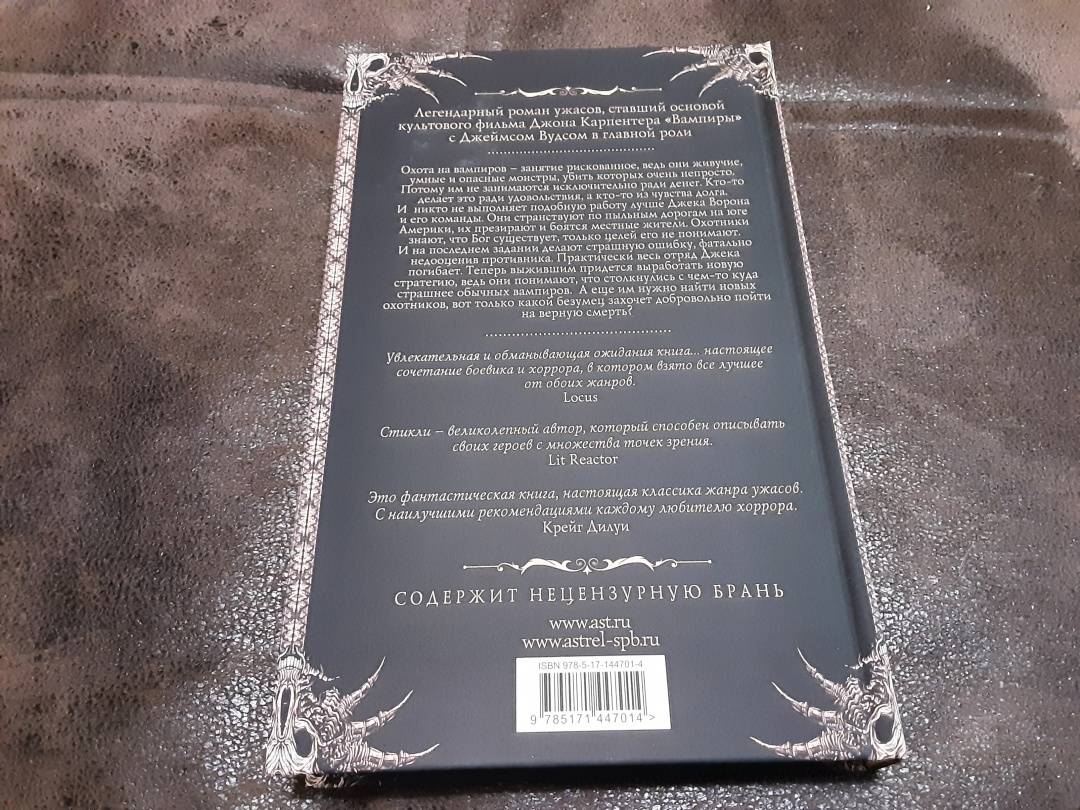 Легендарный роман ужасов, ставший основой
культового фильма Джона Карпентера «Вампиры»
с Джеймсом Вудсом в главной роли
Охота на вампиров – занятие рискованное, ведь они живучие,
умные и опасные монстры, убить которых очень непросто.
Потому им не занимаются исключительно ради денег. Кто-то
делает это ради удовольствия, а кто-то из чувства долга.
И никто не выполняет подобную работу лучше Джека Ворона
и его команды. Они странствуют по пыльным дорогам на юге
Америки, их презирают и боятся местные жители. Охотники
знают, что Бог существует, только целей его не понимают.
И на последнем задании делают страшную ошибку, фатально
недооценив противника. Практически весь отряд Джека
погибает. Теперь выжившим придется выработать новую
стратегию, ведь они понимают, что столкнулись с чем-то куда
страшнее обычных вампиров. А еще им нужно найти новых
охотников, вот только какой безумец захочет добровольно пойти
на верную смерть?
Увлекательная и обманывающая ожидания книга... настоящее
сочетание боевика и хоррора, в котором взято все лучшее
от обоих жанров.
Locus
Стикли – великолепный автор, который способен описывать
своих героев с множества точек зрения.
Lit Reactor
Это фантастическая книга, настоящая классика жанра ужасов.
С наилучшими рекомендациями каждому любителю хоррора.
Крейг Дилуи
СОДЕРЖИТ НЕЦЕНЗУРНУЮ БРАНЬ
www.ast.ru
www.astrel-spb.ru
ISBN 978-5-17-144701-4
9 785171 447014 >